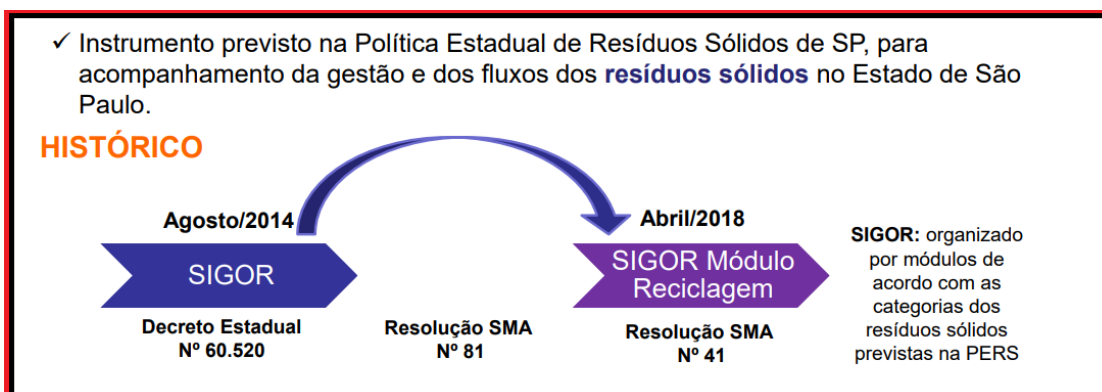 ✓ Instrumento previsto na Política Estadual de Resíduos Sólidos de SP, para
acompanhamento da gestão e dos fluxos dos resíduos sólidos no Estado de São
Paulo.
HISTÓRICO
Agosto/2014
SIGOR
Decreto Estadual
Nº 60.520
Resolução SMA
Nº 81
Abril/2018
SIGOR Módulo
Reciclagem
Resolução SMA
Nº 41
SIGOR: organizado
por módulos de
acordo com as
categorias dos
resíduos sólidos
previstas na PERS